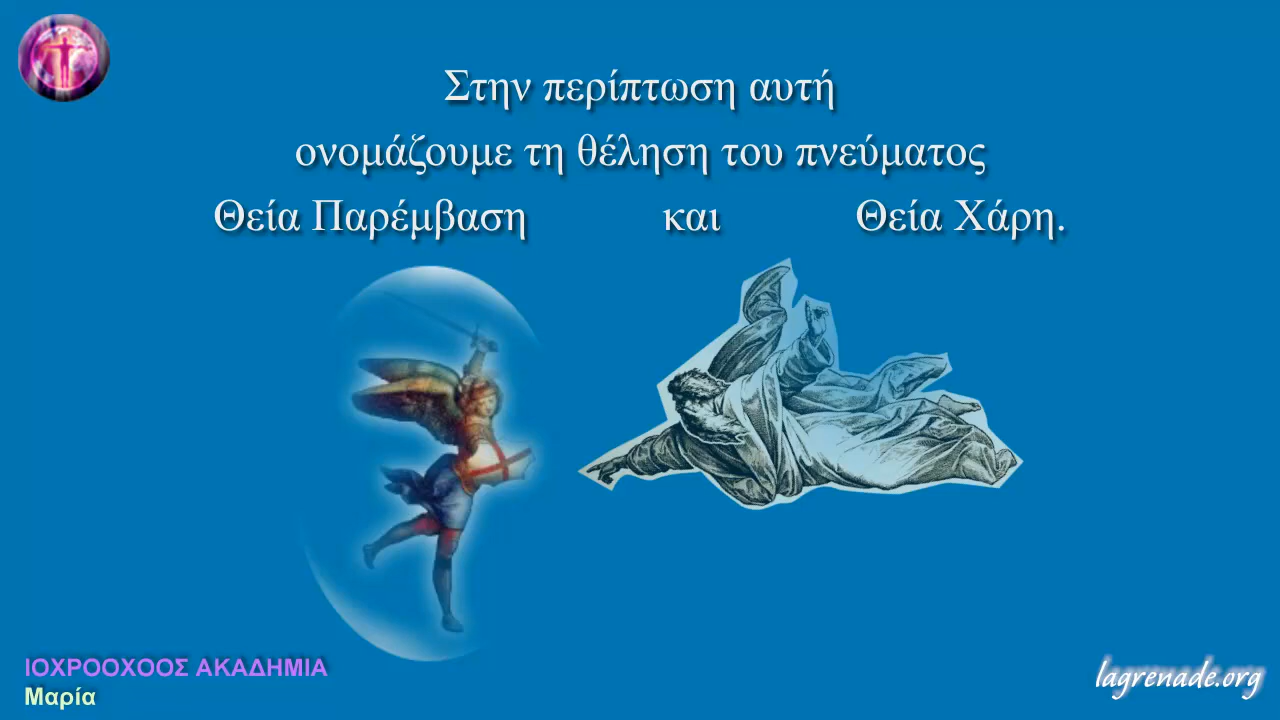 Στην περίπτωση αυτή
ονομάζουμε τη θέληση του πνεύματος
Θεία Παρέμβαση και Θεία Χάρη.
ΙΟΧΡΟΟΧΟΟΣ ΑΚΑΔΗΜΙΑ
Μαρία
lagrenade.org